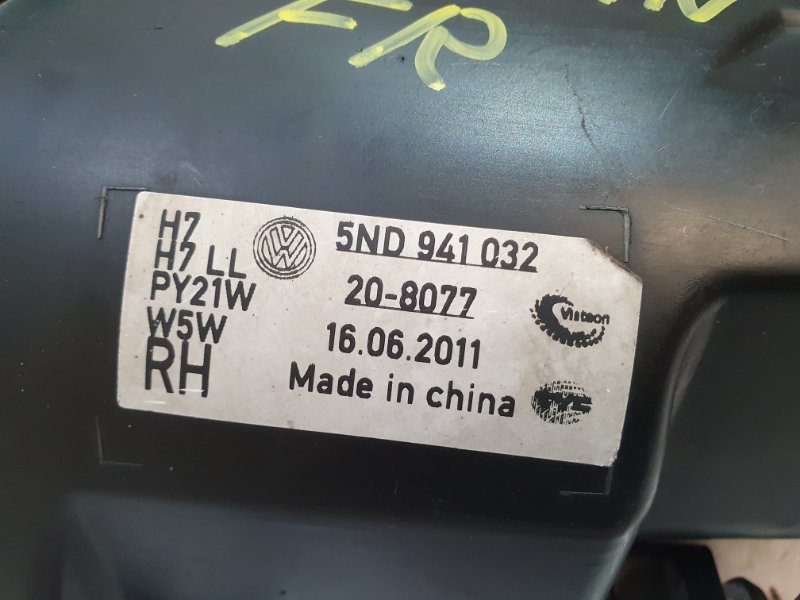 FR
H7
H7 LL
PY21W
W5W
RH
5ND 941 032
20-8077
16.06.2011
Made in china
Visteon